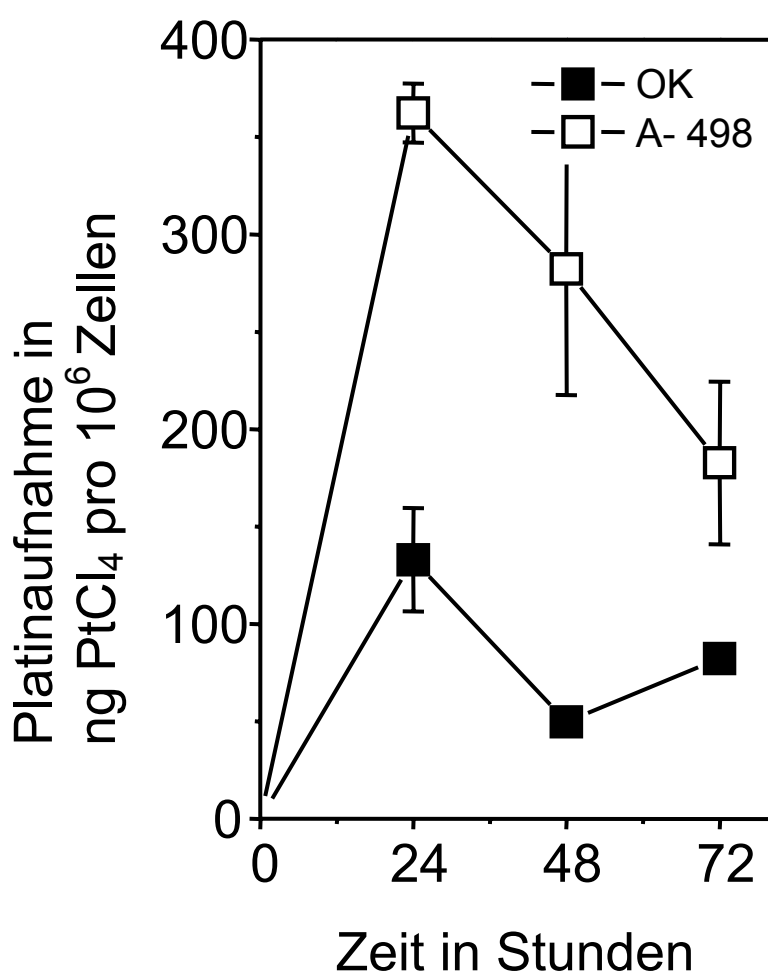 Platinaufnahme in
ng PtCl₄ pro 10⁶ Zellen
400
300
200
100
0
OK
A- 498
0 24 48 72
Zeit in Stunden